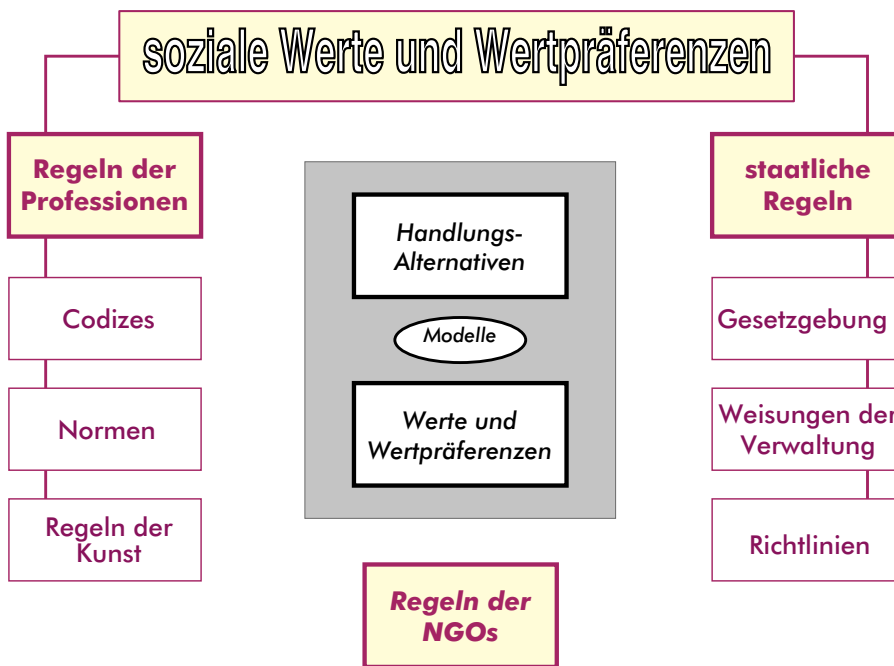 soziale Werte und Wertpräferenzen
Regeln der
Professionen
Codizes
Normen
Regeln der
Kunst
Handlungs-
Alternativen
Modelle
Werte und
Wertpräferenzen
Regeln der
NGOs
staatliche
Regeln
Gesetzgebung
Weisungen der
Verwaltung
Richtlinien